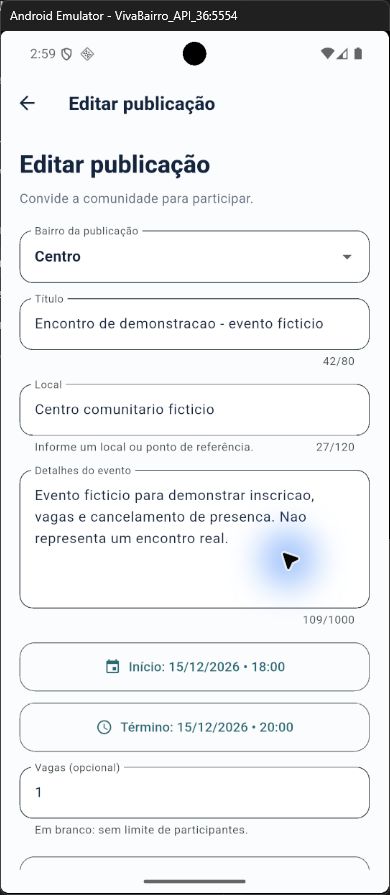 Android Emulator - VivaBairro_API_36:5554
2:59
Editar publicação
Editar publicação
Convide a comunidade para participar.
Bairro da publicação
Centro
Título
Encontro de demonstracao - evento ficticio
42/80
Local
Centro comunitario ficticio
Informe um local ou ponto de referência. 27/120
Detalhes do evento
Evento ficticio para demonstrar inscricao,
vagas e cancelamento de presenca. Nao
representa um encontro real.
109/1000
Início: 15/12/2026 • 18:00
Término: 15/12/2026 • 20:00
Vagas (opcional)
1
Em branco: sem limite de participantes.